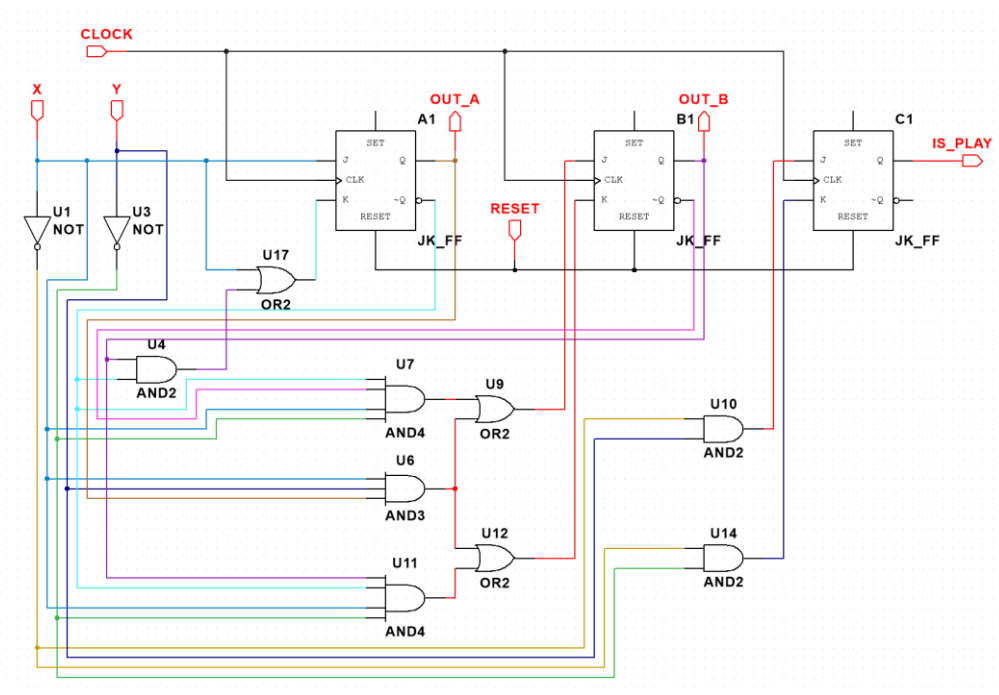 CLOCK
X
Y
OUT_A
OUT_B
A1
B1
C1
IS_PLAY
SET
SET
SET
J
Q
J
Q
J
Q
CLK
CLK
CLK
K
~Q
K
~Q
K
~Q
RESET
RESET
RESET
RESET
JK_FF
JK_FF
JK_FF
U1
NOT
U3
NOT
U17
OR2
U4
AND2
U7
AND4
U9
OR2
U10
AND2
U6
AND3
U12
OR2
U14
AND2
U11
AND4